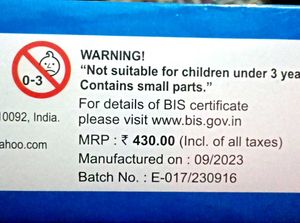 WARNING!
0-3
"Not suitable for children under 3 yea
Contains small parts."
For details of BIS certificate
0092, India.
please visit www.bis.gov.in
MRP : ₹ 430.00 (Incl. of all taxes)
ahoo.com
Manufactured on : 09/2023
Batch No. : E-017/230916